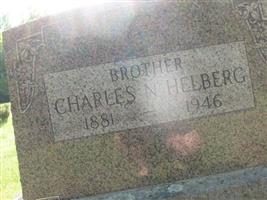 BROTHER
CHARLES N HELBERG
1881 – 1946